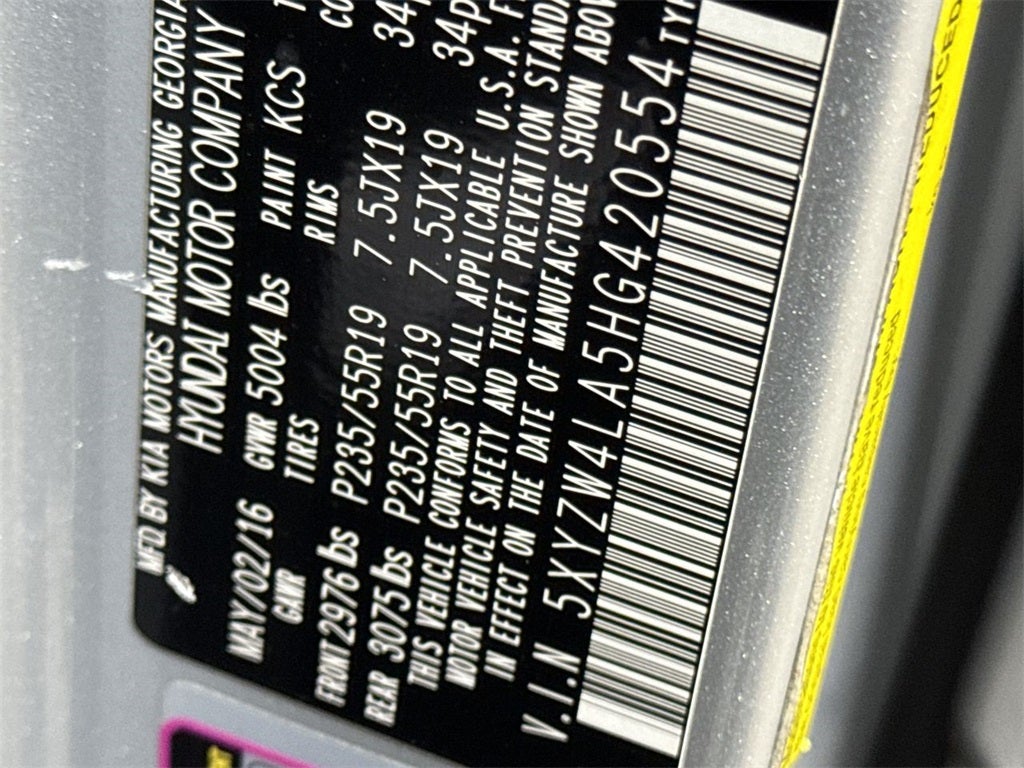 MFD BY KIA MOTORS MANUFACTURING GEORGIA
HYUNDAI MOTOR COMPANY
MAY/02/16 GVWR 5004 lbs PAINT KCS
GAWR TIRES RIMS
FRONT 2976 lbs P235/55R19 7.5JX19
REAR 3075 lbs P235/55R19 7.5JX19
THIS VEHICLE CONFORMS TO ALL APPLICABLE U.S.A.
MOTOR VEHICLE SAFETY AND THEFT PREVENTION
IN EFFECT ON THE DATE OF MANUFACTURE SHOWN
V.I.N 5XYZW4LA5HG420554
REDUCED